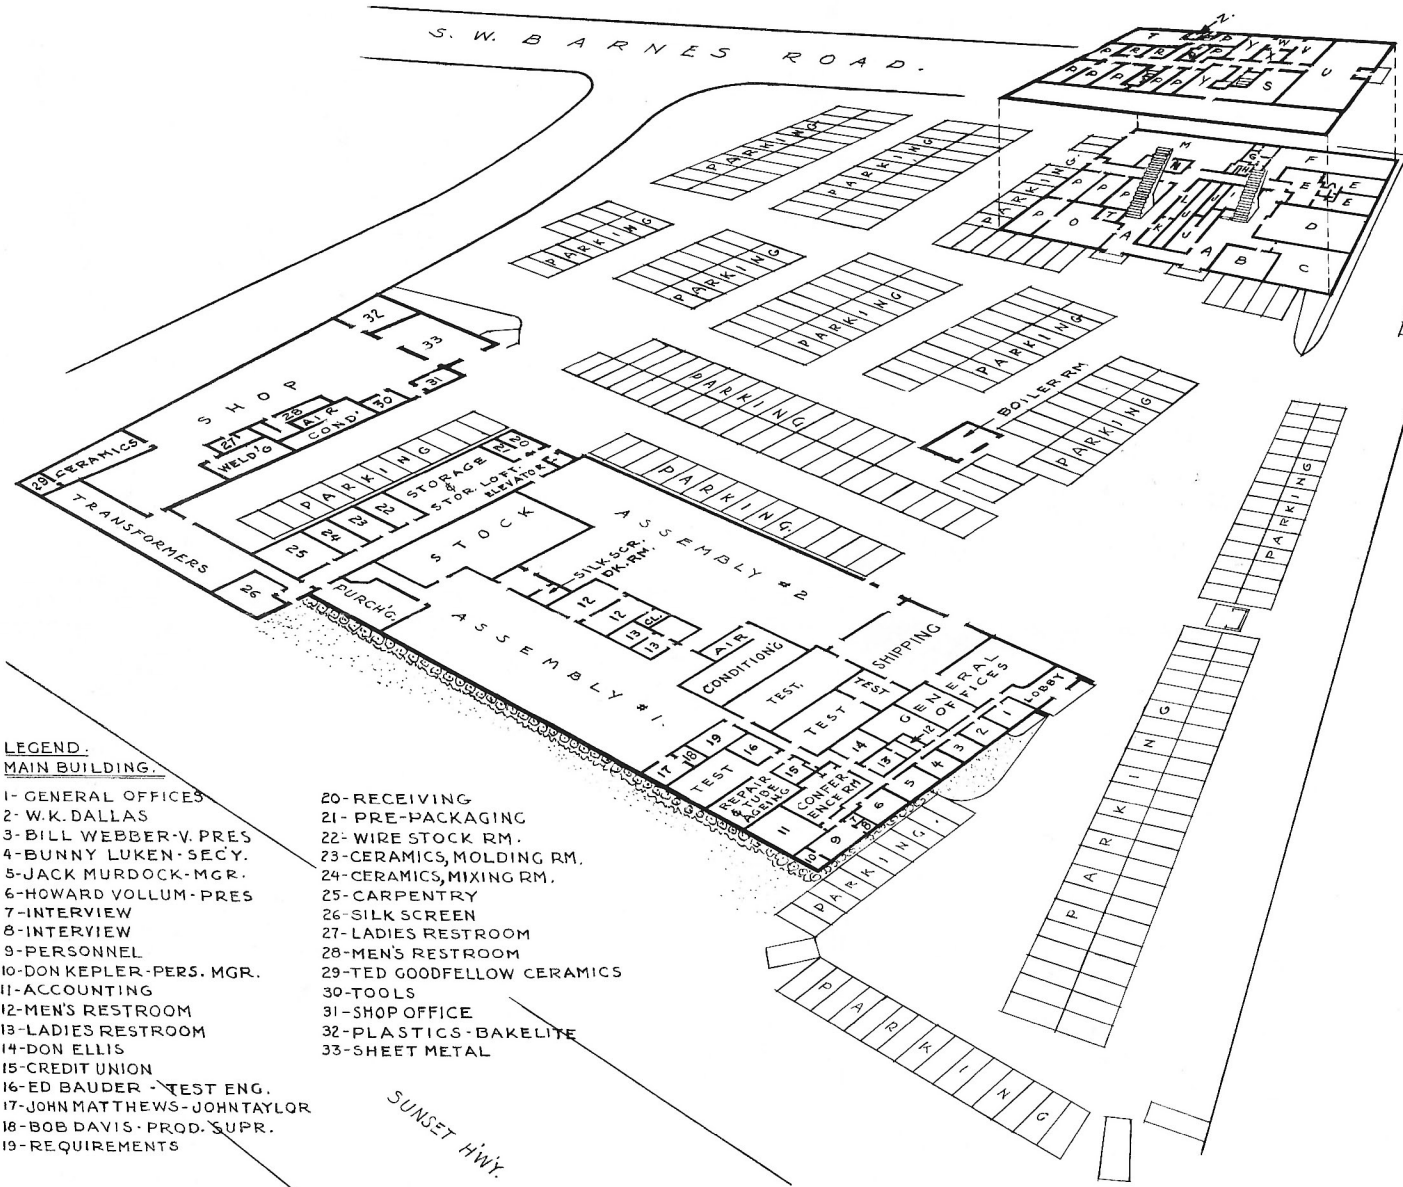 S. W. BARNES ROAD.
Z.
T P Y W V
P R R E P X U
P P P P S P P Y S
M G F
N H E E
P P P L J E
P O T A K J A D
B C
PARKING
PARKING
PARKING.
PARKING
PARKING
PARKING
PARKING
PARKING
PARKING
BOILER RM
PARKING
PARKING.
PARKING
PARKING
32
33
SHOP
31
30
28
AIR
COND'
27
WELD'G
CERAMICS
29
TRANSFORMERS
26
PARKING
20
21
STORAGE
&
STOR. LOFT.
ELEVATOR
22
23
24
25
STOCK
PURCH'G.
SILK SCR.
DK. RM.
12
12
CL.
13
13
ASSEMBLY #2
ASSEMBLY #1.
AIR
CONDITION'G
TEST.
TEST
TEST
SHIPPING
GENERAL
OFFICES
LOBBY
1
2
3
4
5
6
7
8
9
10
11
12
13
14
15
16
17
18
19
TEST
REPAIR
& TUBE
AGEING
CONFER
ENCE RM
PARKING.
PARKING
PARKING
LEGEND.
MAIN BUILDING.
1- GENERAL OFFICES
2- W.K. DALLAS
3- BILL WEBBER-V. PRES
4-BUNNY LUKEN-SEC'Y.
5-JACK MURDOCK-MGR.
6-HOWARD VOLLUM-PRES
7-INTERVIEW
8-INTERVIEW
9-PERSONNEL
10-DON KEPLER-PERS. MGR.
11-ACCOUNTING
12-MEN'S RESTROOM
13-LADIES RESTROOM
14-DON ELLIS
15-CREDIT UNION
16-ED BAUDER - TEST ENG.
17-JOHN MATTHEWS-JOHN TAYLOR
18-BOB DAVIS-PROD. SUPR.
19-REQUIREMENTS
20-RECEIVING
21- PRE-PACKAGING
22-WIRE STOCK RM.
23-CERAMICS, MOLDING RM.
24-CERAMICS, MIXING RM.
25-CARPENTRY
26-SILK SCREEN
27-LADIES RESTROOM
28-MEN'S RESTROOM
29-TED GOODFELLOW CERAMICS
30-TOOLS
31-SHOP OFFICE
32-PLASTICS-BAKELITE
33-SHEET METAL
SUNSET H'WY.